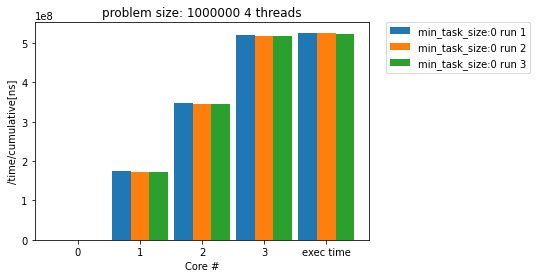 problem size: 1000000 4 threads
1e8
5
4
3
2
1
0
/time/cumulative[ns]
0 1 2 3 exec time
Core #
min_task_size:0 run 1
min_task_size:0 run 2
min_task_size:0 run 3